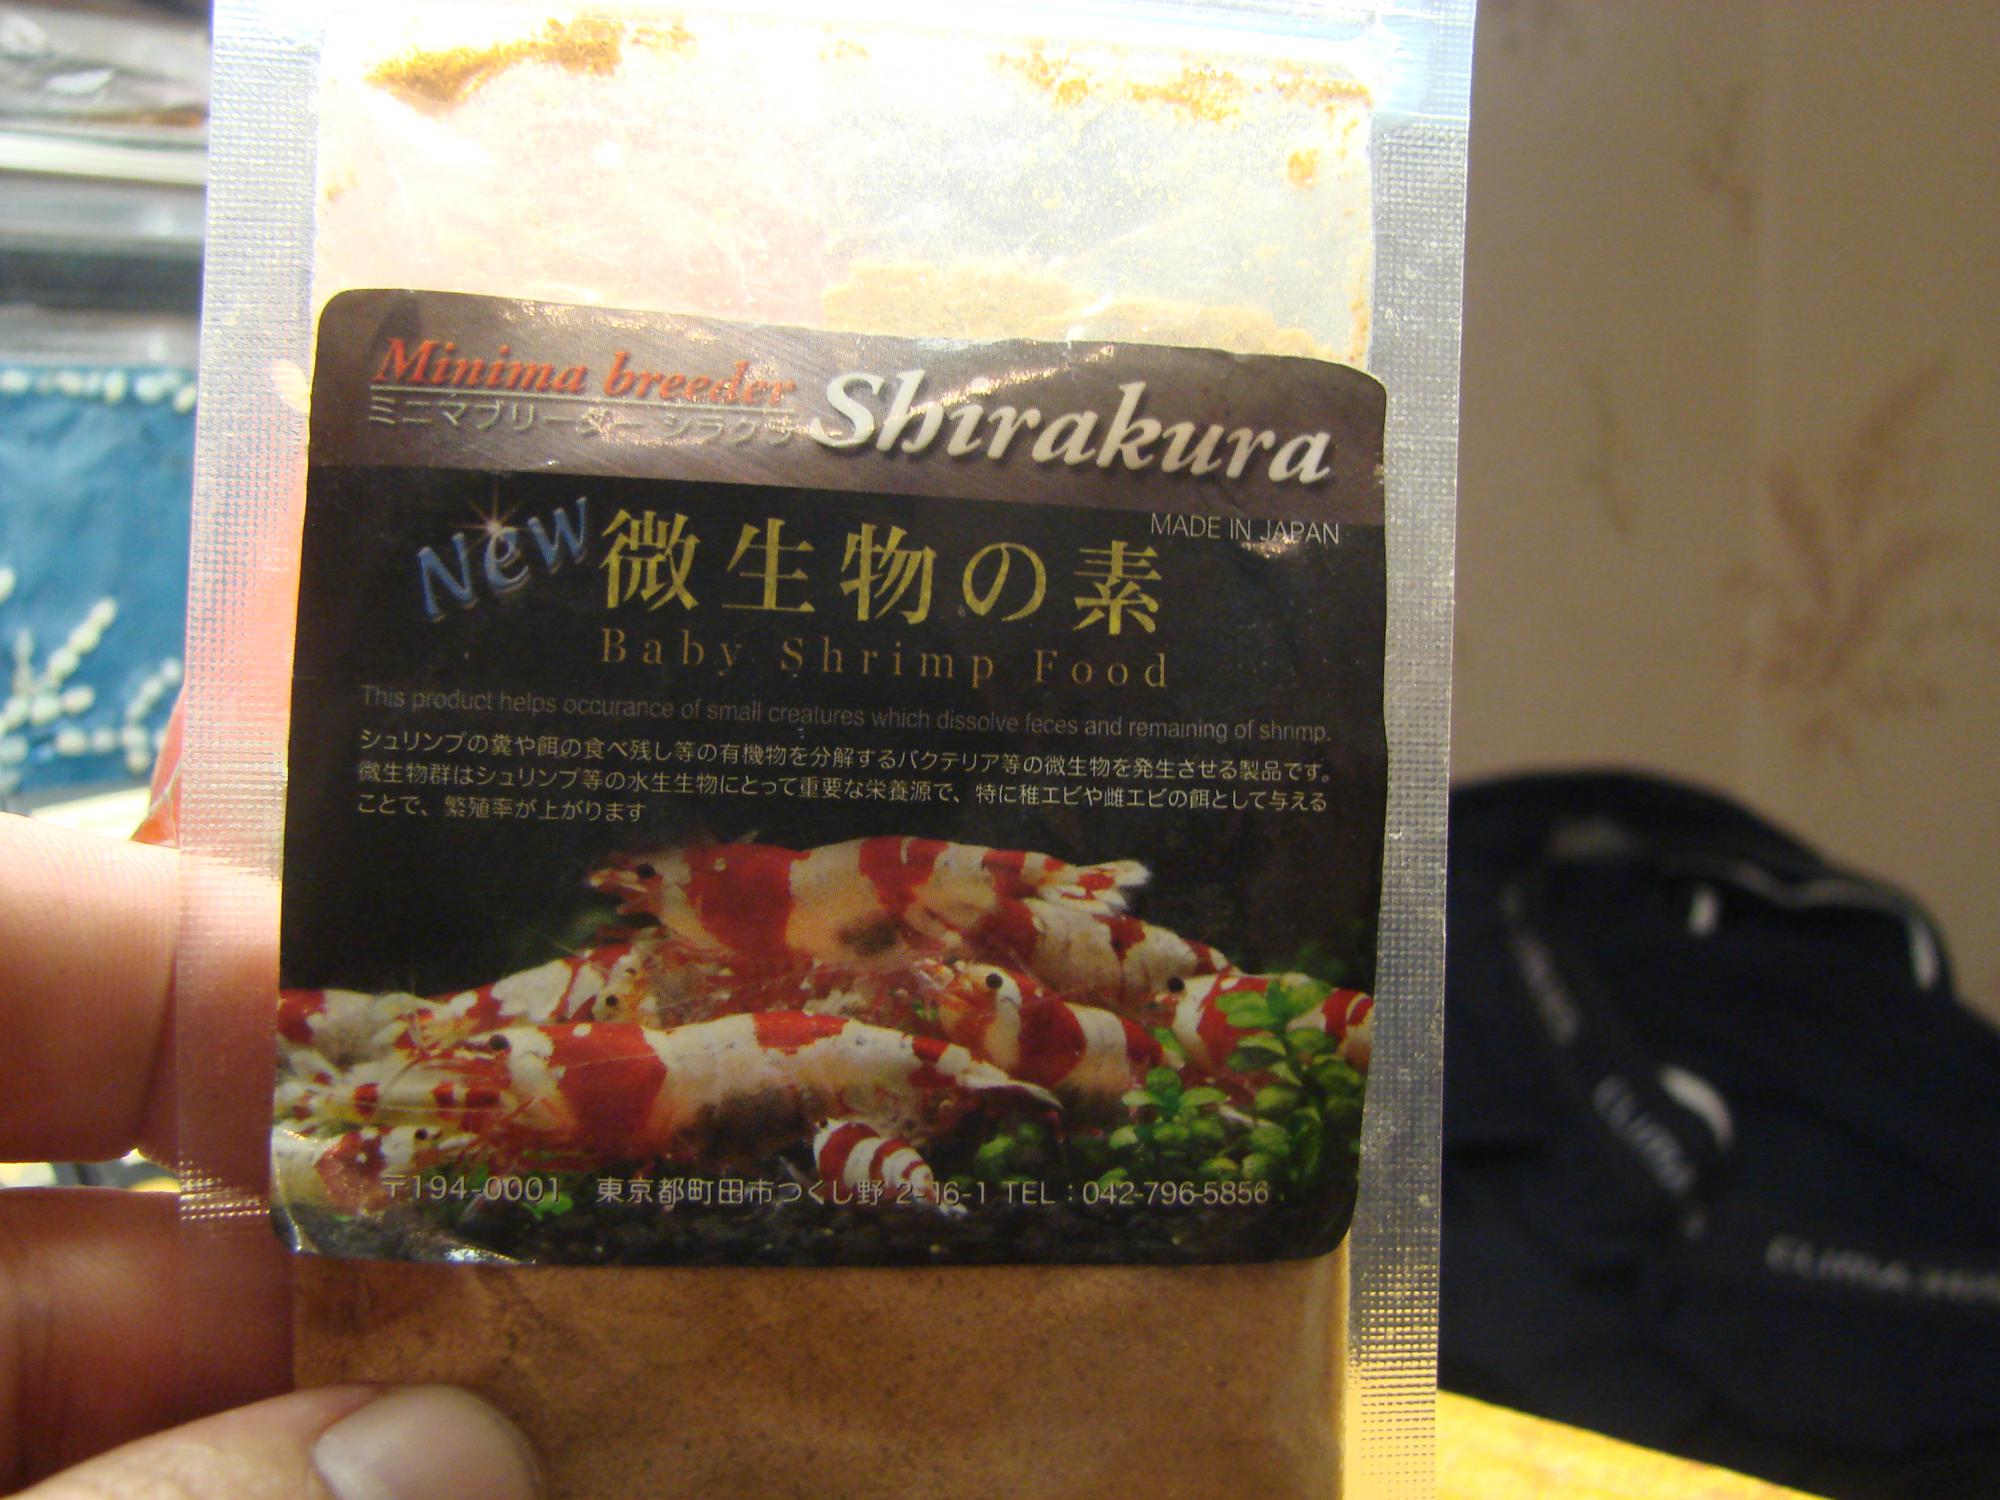 Minima breeder
ミニマブリーダー シラクラ
Shirakura
MADE IN JAPAN
New
微生物の素
Baby Shrimp Food
This product helps occurance of small creatures which dissolve feces and remaining of shrimp.
シュリンプの糞や餌の食べ残し等の有機物を分解するバクテリア等の微生物を発生させる製品です。
微生物群はシュリンプ等の水生生物にとって重要な栄養源で、特に稚エビや雌エビの餌として与える
ことで、繁殖率が上がります
〒194-0001 東京都町田市つくし野 2-16-1 TEL：042-796-5856